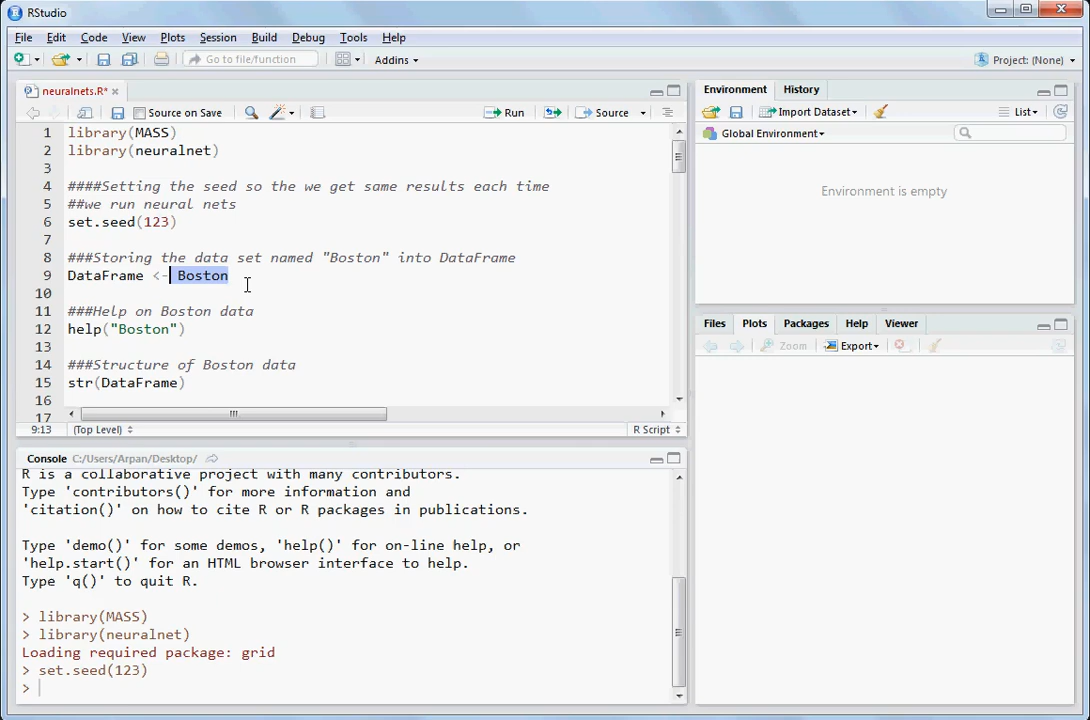 RStudio
File Edit Code View Plots Session Build Debug Tools Help
Go to file/function Addins Project: (None)
neuralnets.R*
Source on Save Run Source
1 library(MASS)
2 library(neuralnet)
3
4 ####Setting the seed so the we get same results each time
5 ##we run neural nets
6 set.seed(123)
7
8 ###Storing the data set named "Boston" into DataFrame
9 DataFrame <- Boston
10
11 ###Help on Boston data
12 help("Boston")
13
14 ###Structure of Boston data
15 str(DataFrame)
16
17
9:13 (Top Level) R Script
Console C:/Users/Arpan/Desktop/
R is a collaborative project with many contributors.
Type 'contributors()' for more information and
'citation()' on how to cite R or R packages in publications.
Type 'demo()' for some demos, 'help()' for on-line help, or
'help.start()' for an HTML browser interface to help.
Type 'q()' to quit R.
> library(MASS)
> library(neuralnet)
Loading required package: grid
> set.seed(123)
>
Environment History
Import Dataset List
Global Environment
Environment is empty
Files Plots Packages Help Viewer
Zoom Export